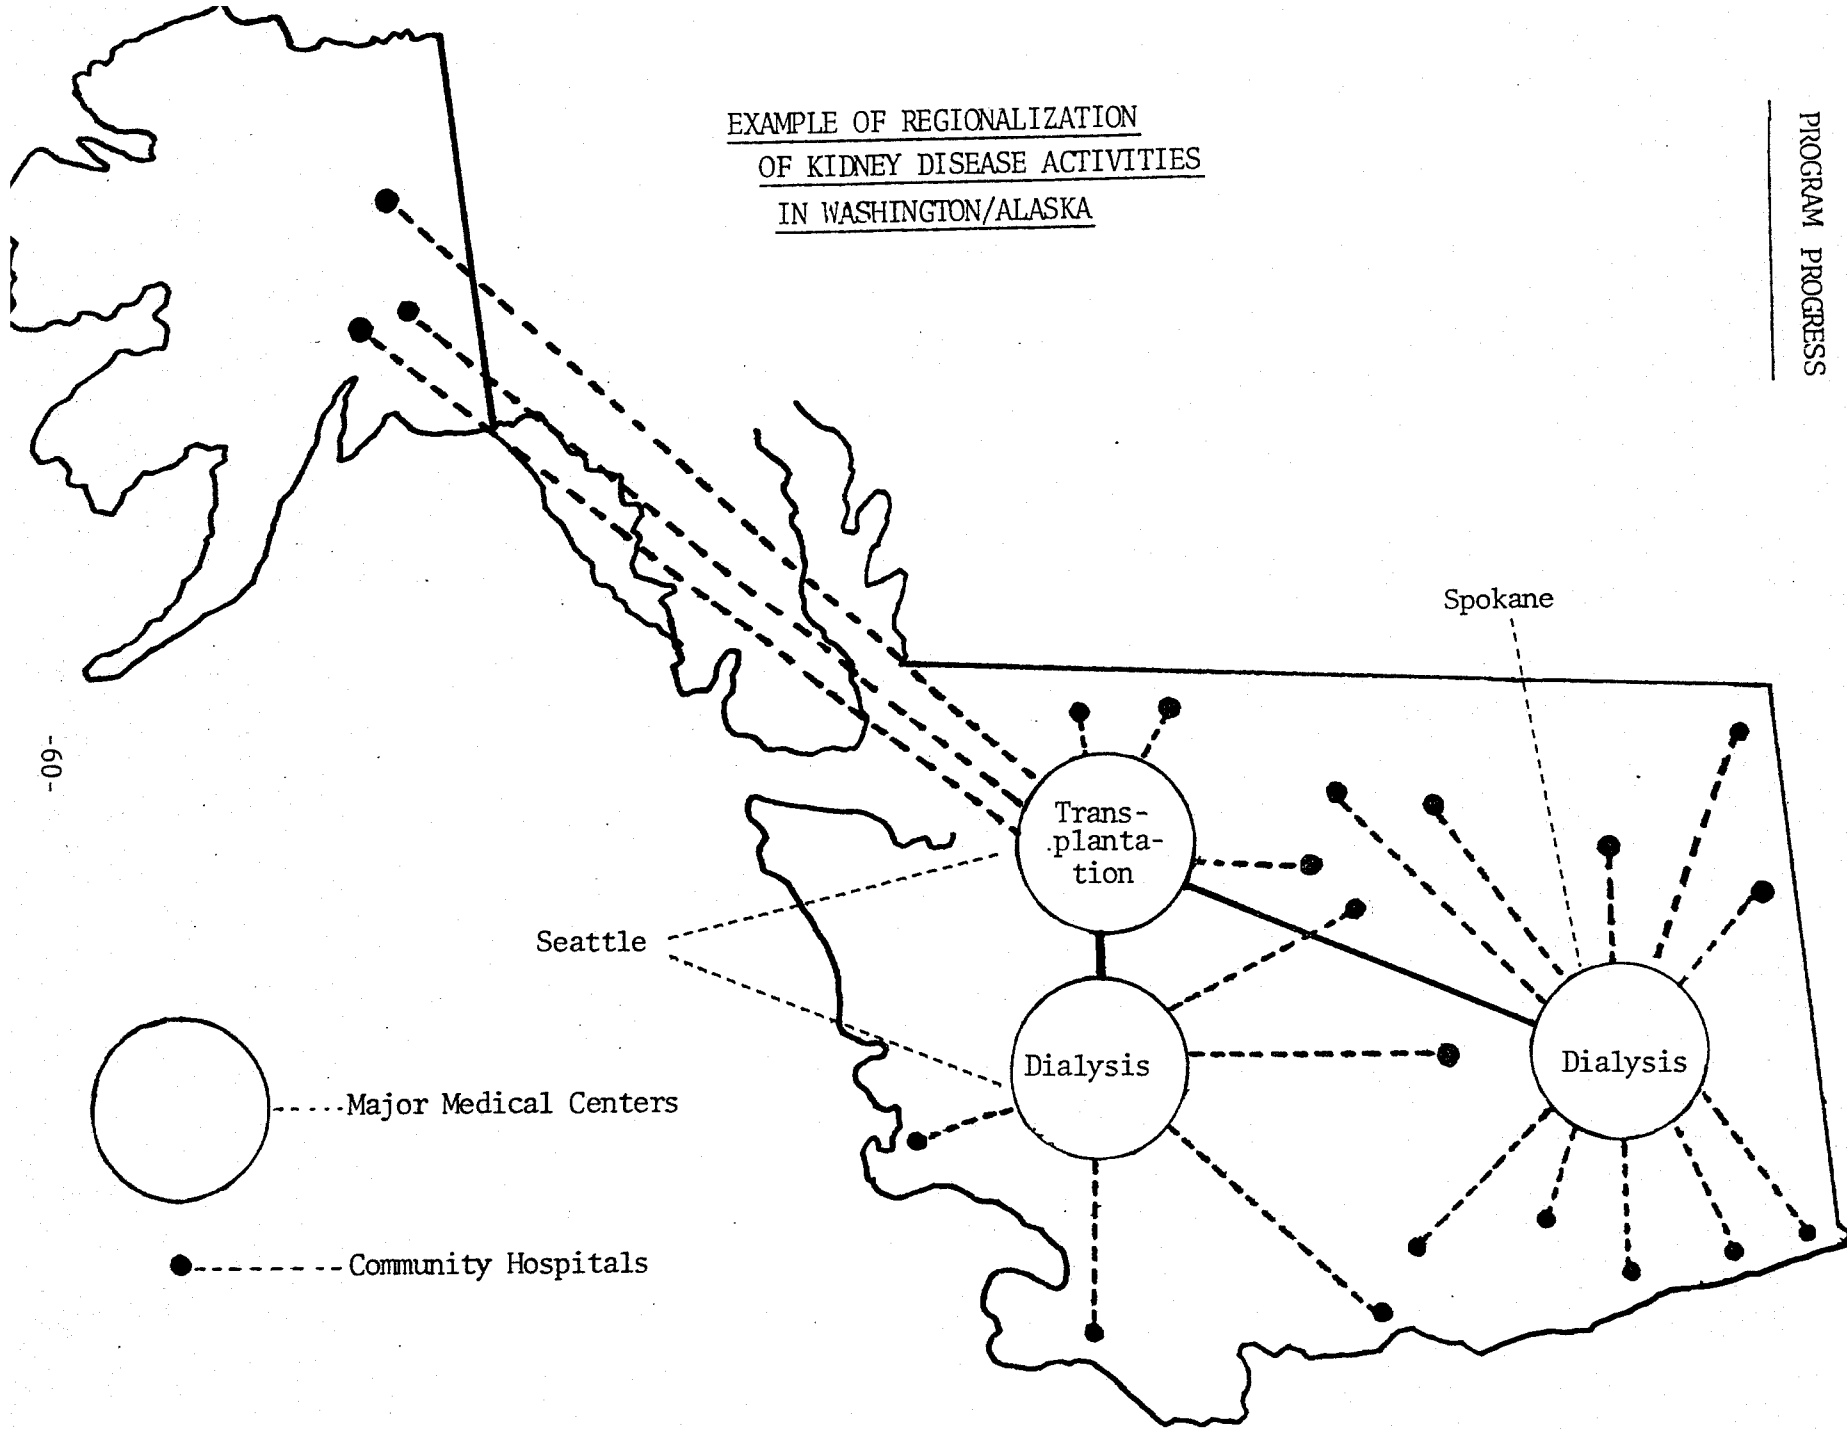 EXAMPLE OF REGIONALIZATION
OF KIDNEY DISEASE ACTIVITIES
IN WASHINGTON/ALASKA
PROGRAM PROGRESS
Spokane
Trans-
planta-
tion
Seattle
Dialysis
Dialysis
Major Medical Centers
Community Hospitals
-60-